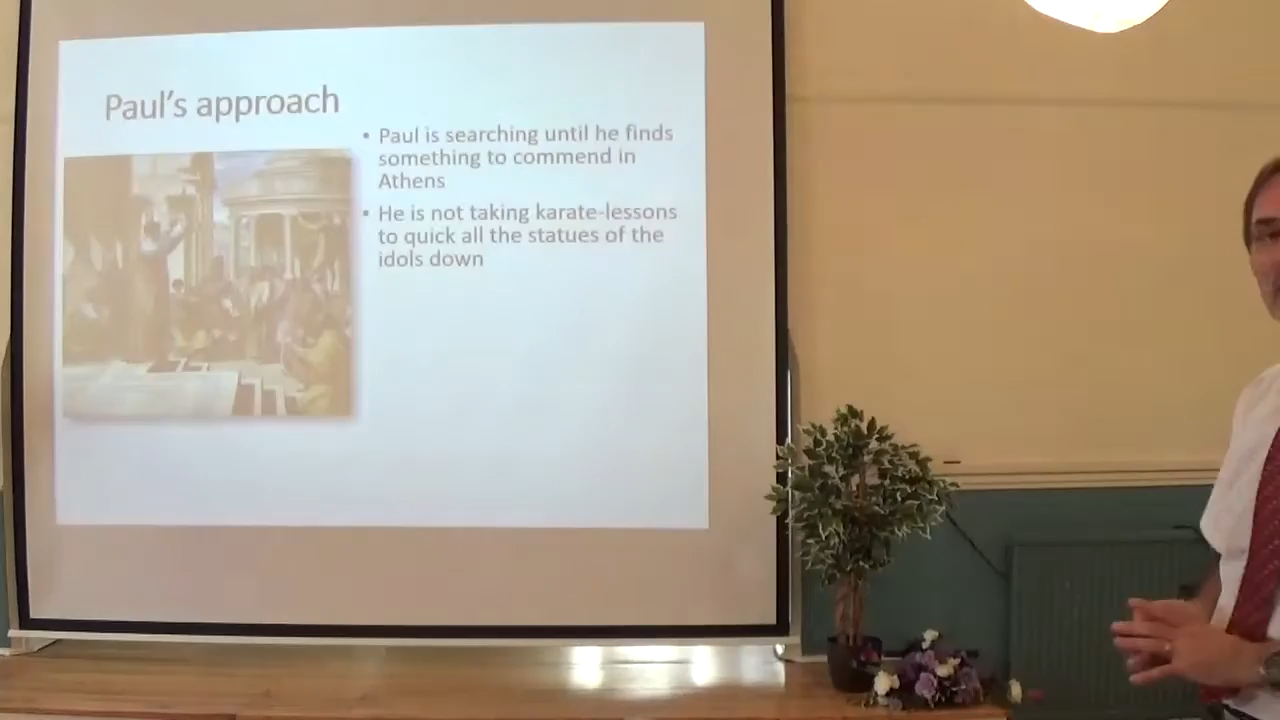 Paul's approach
• Paul is searching until he finds
something to commend in
Athens
• He is not taking karate-lessons
to quick all the statues of the
idols down